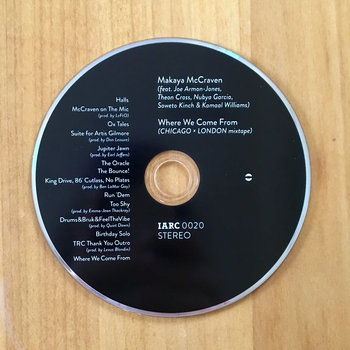 Makaya McCraven
(feat. Joe Armon-Jones,
Theon Cross, Nubya Garcia,
Soweto Kinch & Kamaal Williams)
Where We Come From
(CHICAGO × LONDON mixtape)
Halls
McCraven on The Mic
(prod. by LeFtO)
Ox Tales
Suite for Artis Gilmore
(prod. by Don Leisure)
Jupiter Jawn
(prod. by Earl Jeffers)
The Oracle
The Bounce!
King Drive, 86' Cutlass, No Plates
(prod. by Ben LaMar Gay)
Run 'Dem
Too Shy
(prod. by Emma-Jean Thackray)
Drums&Bruk&FeelTheVibe
(prod. by Quiet Dawn)
Birthday Solo
TRC Thank You Outro
(prod. by Lexus Blondin)
Where We Come From
IARC 0020
STEREO